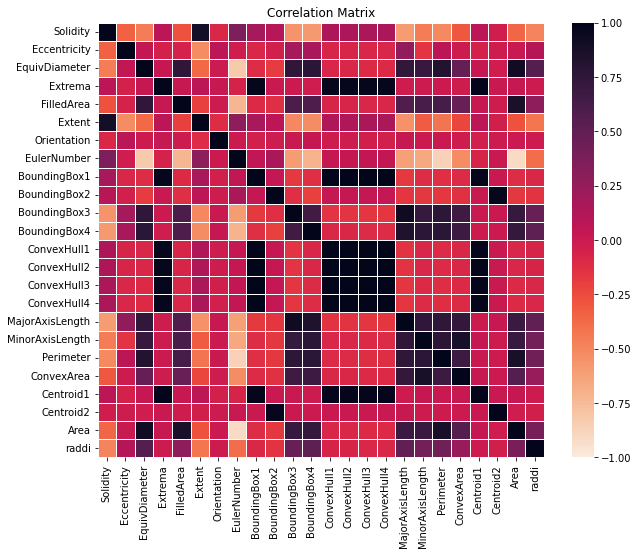 Correlation Matrix
Solidity
Eccentricity
EquivDiameter
Extrema
FilledArea
Extent
Orientation
EulerNumber
BoundingBox1
BoundingBox2
BoundingBox3
BoundingBox4
ConvexHull1
ConvexHull2
ConvexHull3
ConvexHull4
MajorAxisLength
MinorAxisLength
Perimeter
ConvexArea
Centroid1
Centroid2
Area
raddi
Solidity
Eccentricity
EquivDiameter
Extrema
FilledArea
Extent
Orientation
EulerNumber
BoundingBox1
BoundingBox2
BoundingBox3
BoundingBox4
ConvexHull1
ConvexHull2
ConvexHull3
ConvexHull4
MajorAxisLength
MinorAxisLength
Perimeter
ConvexArea
Centroid1
Centroid2
Area
raddi
1.00
0.75
0.50
0.25
0.00
−0.25
−0.50
−0.75
−1.00